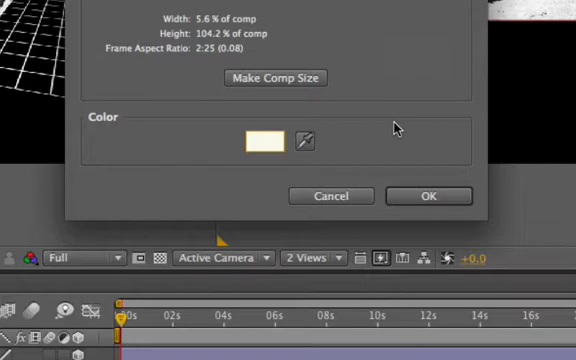 Width: 5.6 % of comp
Height: 104.2 % of comp
Frame Aspect Ratio: 2:25 (0.08)
Make Comp Size
Color
Cancel OK
Full Active Camera 2 Views +0.0
00s 02s 04s 06s 08s 10s 12s 14s 16s
fx